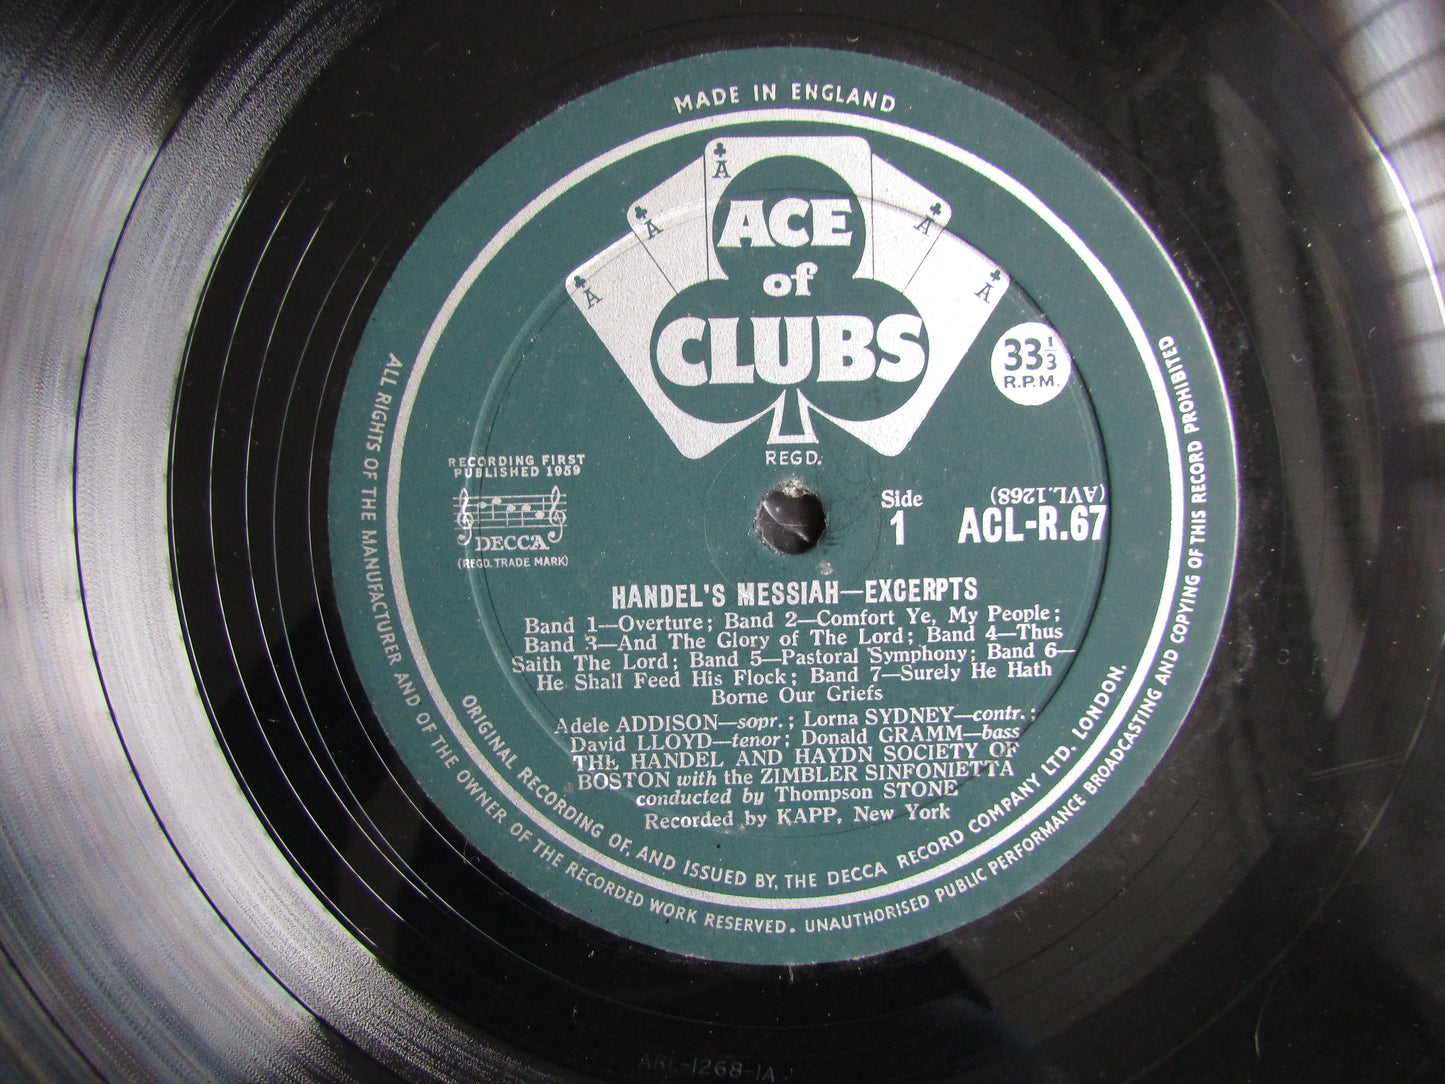 MADE IN ENGLAND
A
A
A
A
A
ACE
of
CLUBS
REGD.
33 1/3
R.P.M.
RECORDING FIRST
PUBLISHED 1959
DECCA
(REGD. TRADE MARK)
Side
1
(AVL.1268)
ACL-R.67
HANDEL'S MESSIAH—EXCERPTS
Band 1—Overture; Band 2—Comfort Ye, My People;
Band 3—And The Glory of The Lord; Band 4—Thus
Saith The Lord; Band 5—Pastoral Symphony; Band 6—
He Shall Feed His Flock; Band 7—Surely He Hath
Borne Our Griefs
Adele ADDISON—sopr.; Lorna SYDNEY—contr.;
David LLOYD—tenor; Donald GRAMM—bass
THE HANDEL AND HAYDN SOCIETY OF
BOSTON with the ZIMBLER SINFONIETTA
conducted by Thompson STONE
Recorded by KAPP, New York
ORIGINAL RECORDING OF, AND ISSUED BY, THE DECCA RECORD COMPANY LTD. LONDON.
ALL RIGHTS OF THE MANUFACTURER AND OF THE OWNER OF THE RECORDED WORK RESERVED. UNAUTHORISED PUBLIC PERFORMANCE BROADCASTING AND COPYING OF THIS RECORD PROHIBITED
ARL-1268-1A